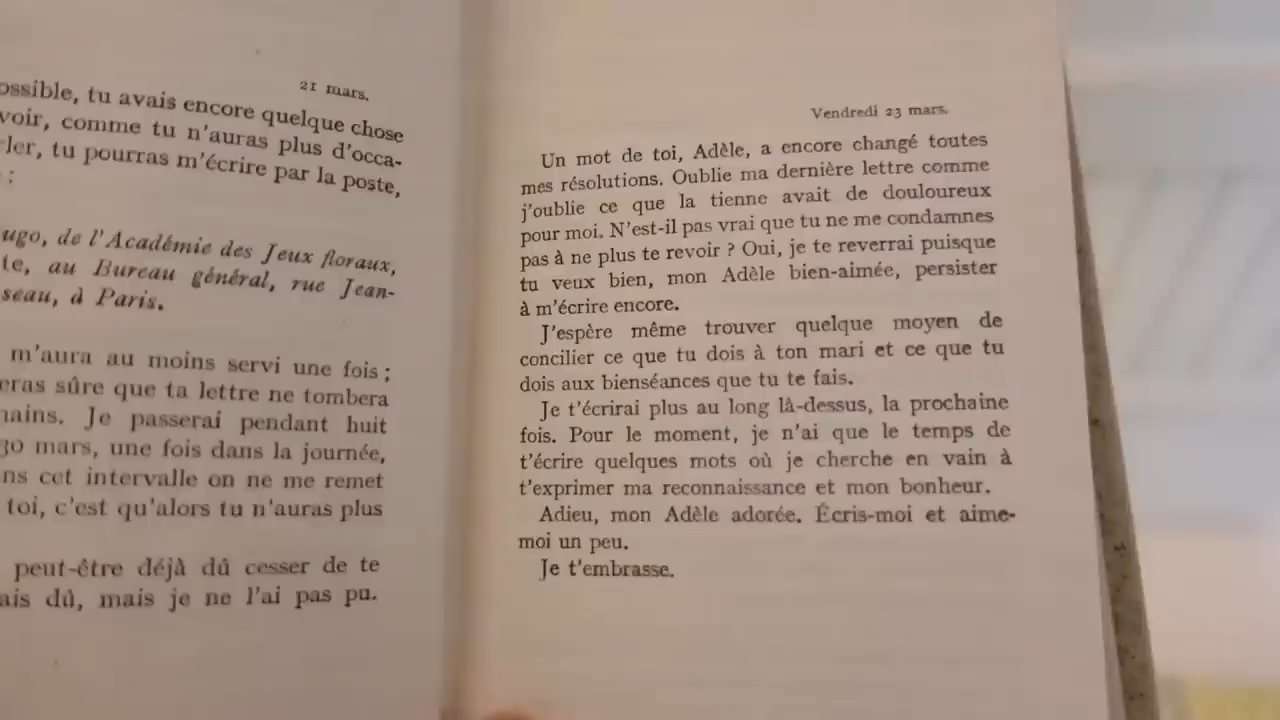 21 mars.
tu avais encore quelque chose
comme tu n'auras plus d'occa-
tu pourras m'écrire par la poste,
:
de l'Académie des Jeux floraux,
au Bureau général, rue Jean-
à Paris.
m'aura au moins servi une fois ;
sûre que ta lettre ne tombera
Je passerai pendant huit
30 mars, une fois dans la journée,
cet intervalle on ne me remet
toi, c'est qu'alors tu n'auras plus
peut-être déjà dû cesser de te
dû, mais je ne l'ai pas pu.
Vendredi 23 mars.
Un mot de toi, Adèle, a encore changé toutes
mes résolutions. Oublie ma dernière lettre comme
j'oublie ce que la tienne avait de douloureux
pour moi. N'est-il pas vrai que tu ne me condamnes
pas à ne plus te revoir ? Oui, je te reverrai puisque
tu veux bien, mon Adèle bien-aimée, persister
à m'écrire encore.
J'espère même trouver quelque moyen de
concilier ce que tu dois à ton mari et ce que tu
dois aux bienséances que tu te fais.
Je t'écrirai plus au long là-dessus, la prochaine
fois. Pour le moment, je n'ai que le temps de
t'écrire quelques mots où je cherche en vain à
t'exprimer ma reconnaissance et mon bonheur.
Adieu, mon Adèle adorée. Écris-moi et aime-
moi un peu.
Je t'embrasse.